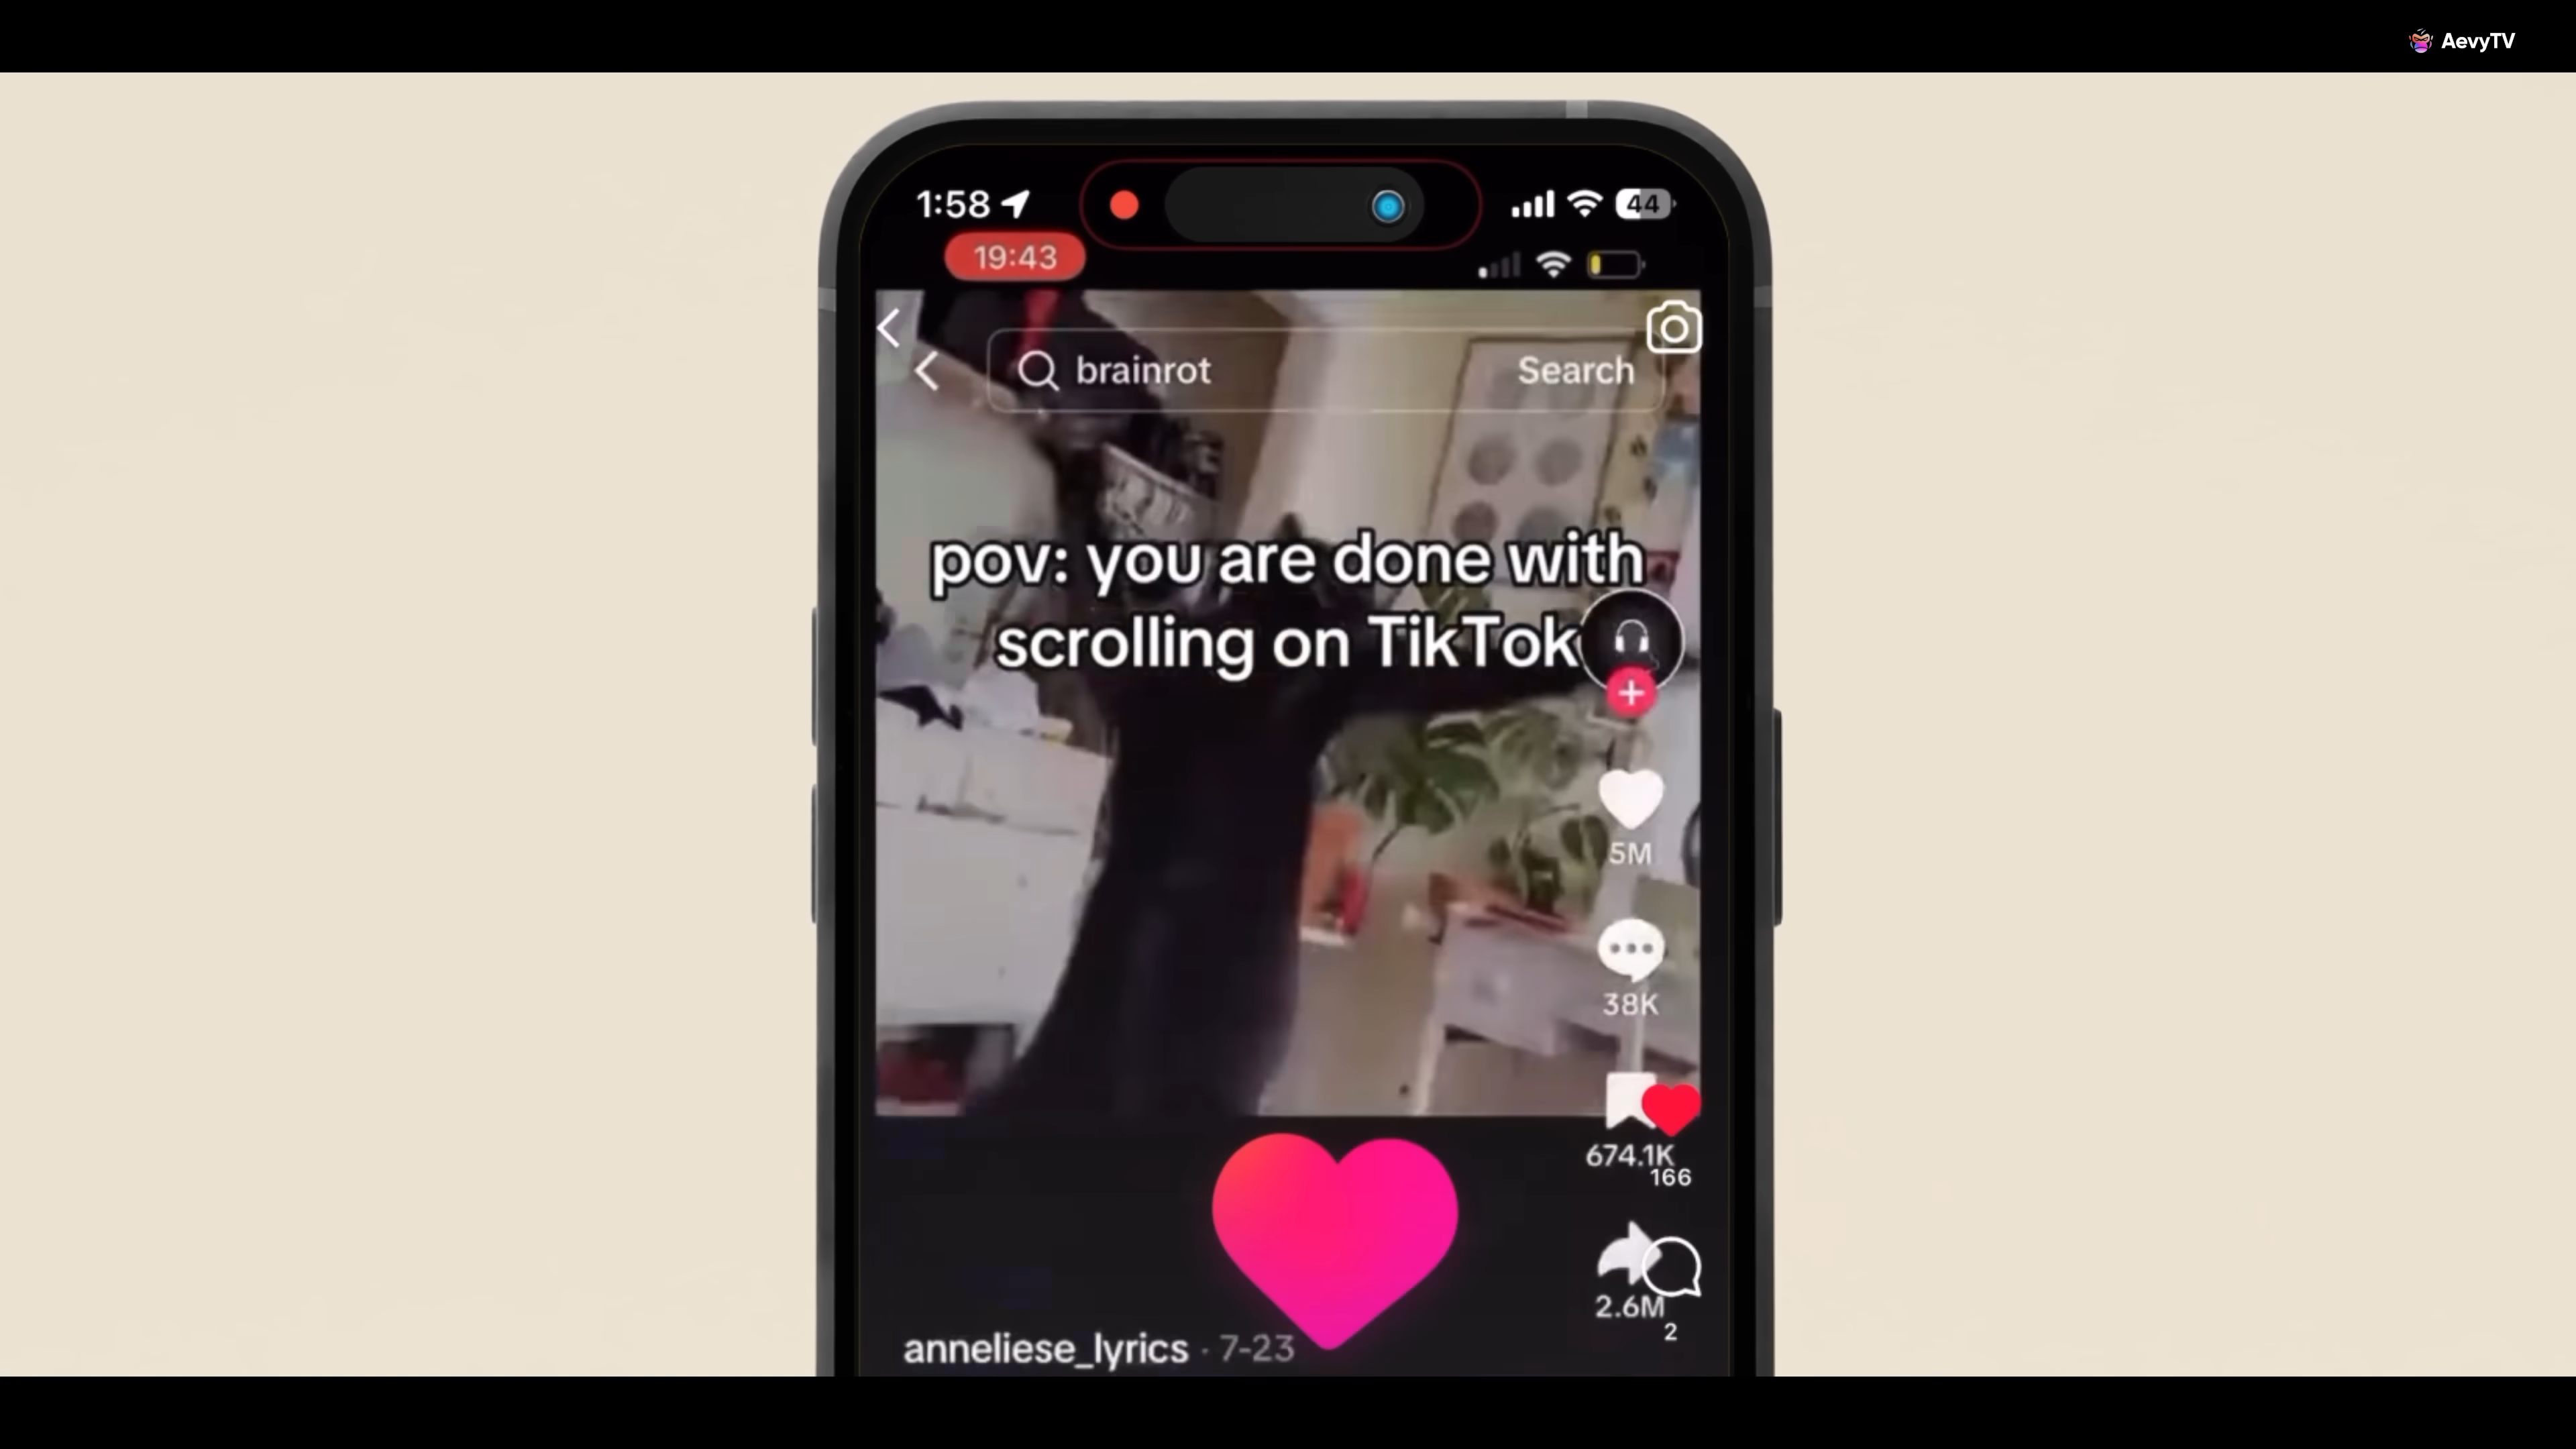 AevyTV
1:58
44
19:43
brainrot
Search
pov: you are done with
scrolling on TikTok
5M
38K
674.1K
166
2.6M
2
anneliese_lyrics · 7-23